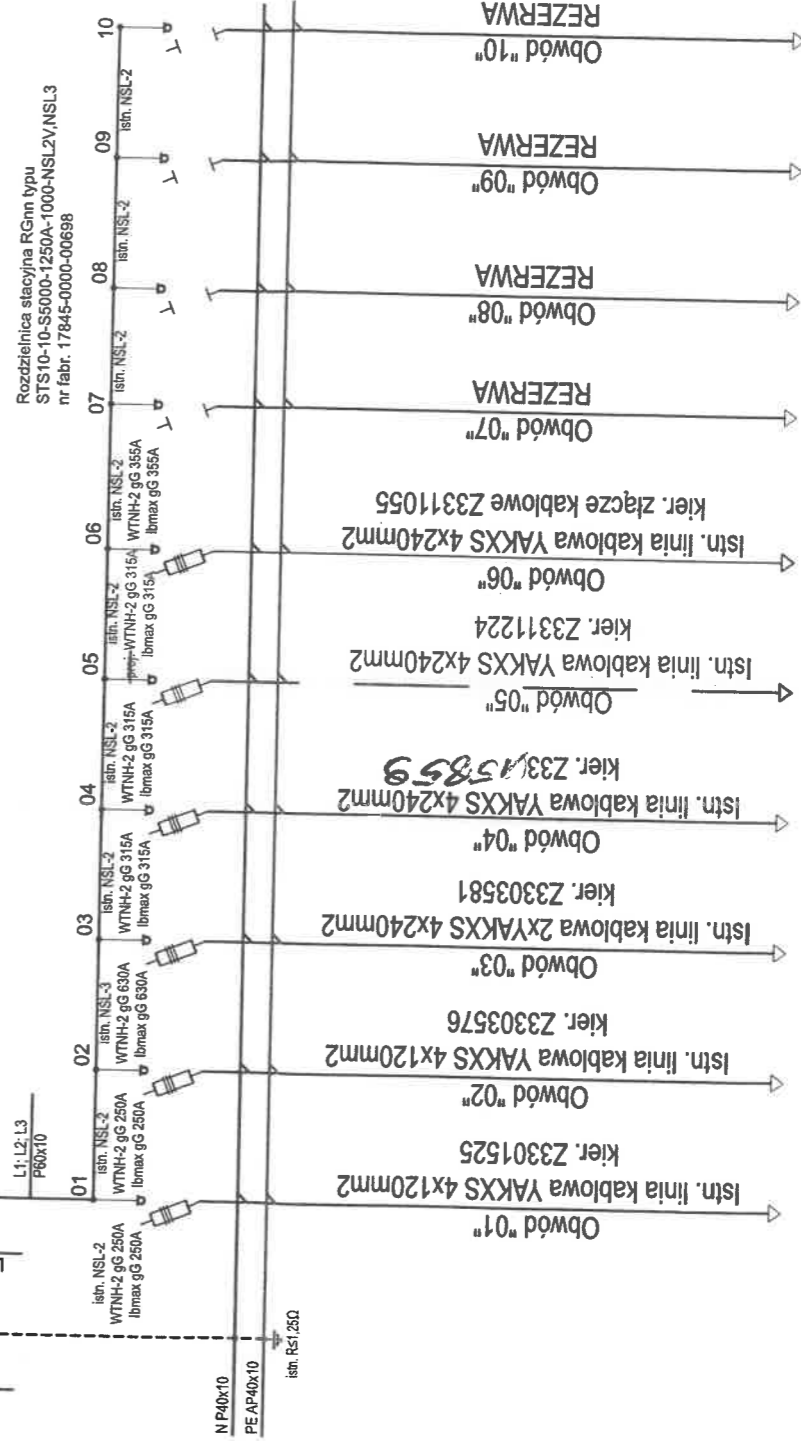 Rozdzielnica stacyjna RGnn typu
STS10-10-S5000-1250A-1000-NSL2V,NSL3
nr fabr. 17845-0000-00698
L1; L2; L3
P60x10
N P40x10
PE AP40x10
istn. R≤1,25Ω
01
istn. NSL-2
WTNH-2 gG 250A
Ibmax gG 250A
02
istn. NSL-2
WTNH-2 gG 250A
Ibmax gG 250A
03
istn. NSL-3
WTNH-2 gG 630A
Ibmax gG 630A
04
istn. NSL-2
WTNH-2 gG 315A
Ibmax gG 315A
05
istn. NSL-2
WTNH-2 gG 315A
Ibmax gG 315A
06
istn. NSL-2
proj. WTNH-2 gG 315A
Ibmax gG 315A
07
istn. NSL-2
WTNH-2 gG 355A
Ibmax gG 355A
08
istn. NSL-2
09
istn. NSL-2
10
istn. NSL-2
Obwód "01"
Istn. linia kablowa YAKXS 4x120mm2
kier. Z3301525
Obwód "02"
Istn. linia kablowa YAKXS 4x120mm2
kier. Z3303576
Obwód "03"
Istn. linia kablowa 2xYAKXS 4x240mm2
kier. Z3303581
Obwód "04"
Istn. linia kablowa YAKXS 4x240mm2
kier. Z3315859
Obwód "05"
Istn. linia kablowa YAKXS 4x240mm2
kier. Z3311224
Obwód "06"
Istn. linia kablowa YAKXS 4x240mm2
kier. złącze kablowe Z3311055
Obwód "07"
REZERWA
Obwód "08"
REZERWA
Obwód "09"
REZERWA
Obwód "10"
REZERWA